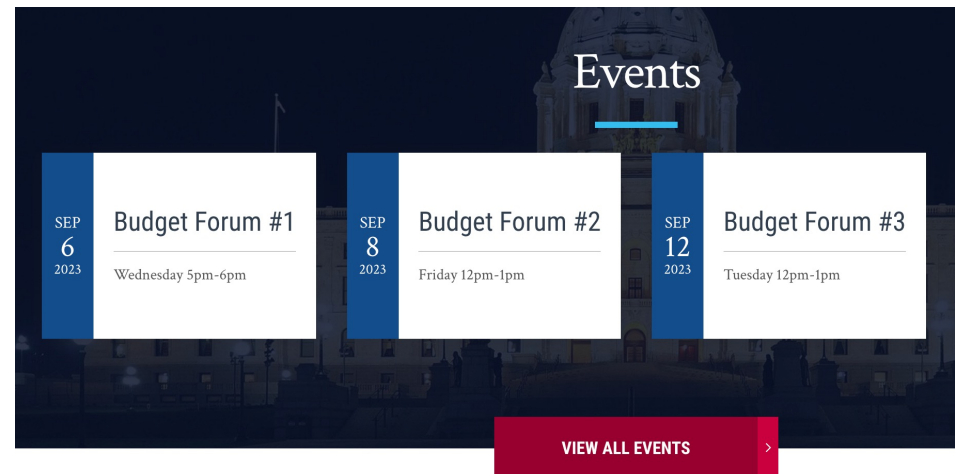 Events
SEP
6
2023
Budget Forum #1
Wednesday 5pm-6pm
SEP
8
2023
Budget Forum #2
Friday 12pm-1pm
SEP
12
2023
Budget Forum #3
Tuesday 12pm-1pm
VIEW ALL EVENTS